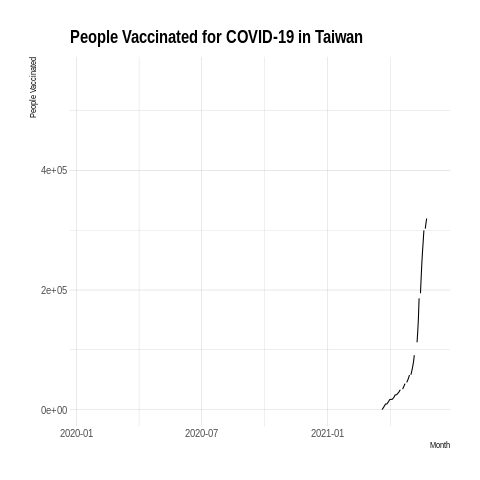 People Vaccinated for COVID-19 in Taiwan
People Vaccinated
4e+05
2e+05
0e+00
2020-01 2020-07 2021-01
Month